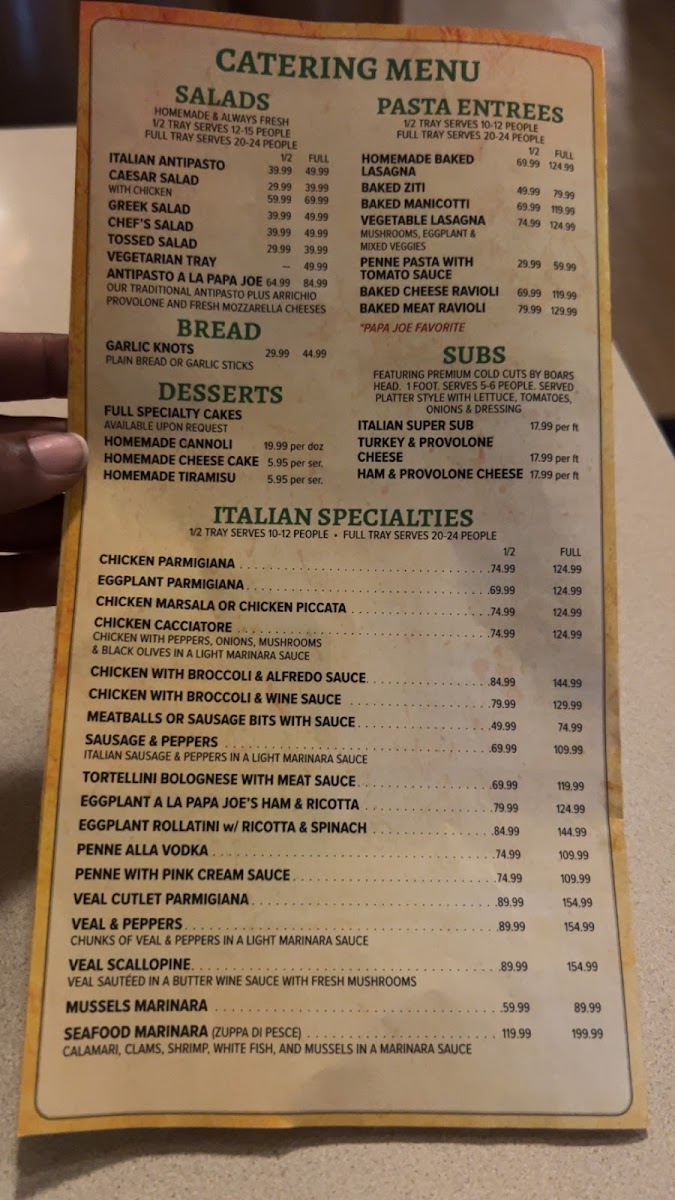 CATERING MENU
SALADS
HOMEMADE & ALWAYS FRESH
1/2 TRAY SERVES 12-15 PEOPLE
FULL TRAY SERVES 20-24 PEOPLE
1/2 FULL
ITALIAN ANTIPASTO 39.99 49.99
CAESAR SALAD 29.99 39.99
WITH CHICKEN 59.99 69.99
GREEK SALAD 39.99 49.99
CHEF'S SALAD 39.99 49.99
TOSSED SALAD 29.99 39.99
VEGETARIAN TRAY – 49.99
ANTIPASTO A LA PAPA JOE 64.99 84.99
OUR TRADITIONAL ANTIPASTO PLUS ARRICHIO
PROVOLONE AND FRESH MOZZARELLA CHEESES
BREAD
GARLIC KNOTS 29.99 44.99
PLAIN BREAD OR GARLIC STICKS
DESSERTS
FULL SPECIALTY CAKES
AVAILABLE UPON REQUEST
HOMEMADE CANNOLI 19.99 per doz
HOMEMADE CHEESE CAKE 5.95 per ser.
HOMEMADE TIRAMISU 5.95 per ser.
PASTA ENTREES
1/2 TRAY SERVES 10-12 PEOPLE
FULL TRAY SERVES 20-24 PEOPLE
1/2 FULL
HOMEMADE BAKED 69.99 124.99
LASAGNA
BAKED ZITI 49.99 79.99
BAKED MANICOTTI 69.99 119.99
VEGETABLE LASAGNA 74.99 124.99
MUSHROOMS, EGGPLANT &
MIXED VEGGIES
PENNE PASTA WITH 29.99 59.99
TOMATO SAUCE
BAKED CHEESE RAVIOLI 69.99 119.99
BAKED MEAT RAVIOLI 79.99 129.99
*PAPA JOE FAVORITE
SUBS
FEATURING PREMIUM COLD CUTS BY BOARS
HEAD. 1 FOOT. SERVES 5-6 PEOPLE. SERVED
PLATTER STYLE WITH LETTUCE, TOMATOES,
ONIONS & DRESSING
ITALIAN SUPER SUB 17.99 per ft
TURKEY & PROVOLONE
CHEESE 17.99 per ft
HAM & PROVOLONE CHEESE 17.99 per ft
ITALIAN SPECIALTIES
1/2 TRAY SERVES 10-12 PEOPLE • FULL TRAY SERVES 20-24 PEOPLE
1/2 FULL
CHICKEN PARMIGIANA 74.99 124.99
EGGPLANT PARMIGIANA 69.99 124.99
CHICKEN MARSALA OR CHICKEN PICCATA 74.99 124.99
CHICKEN CACCIATORE 74.99 124.99
CHICKEN WITH PEPPERS, ONIONS, MUSHROOMS
& BLACK OLIVES IN A LIGHT MARINARA SAUCE
CHICKEN WITH BROCCOLI & ALFREDO SAUCE 84.99 144.99
CHICKEN WITH BROCCOLI & WINE SAUCE 79.99 129.99
MEATBALLS OR SAUSAGE BITS WITH SAUCE 49.99 74.99
SAUSAGE & PEPPERS 69.99 109.99
ITALIAN SAUSAGE & PEPPERS IN A LIGHT MARINARA SAUCE
TORTELLINI BOLOGNESE WITH MEAT SAUCE 69.99 119.99
EGGPLANT A LA PAPA JOE'S HAM & RICOTTA 79.99 124.99
EGGPLANT ROLLATINI w/ RICOTTA & SPINACH 84.99 144.99
PENNE ALLA VODKA 74.99 109.99
PENNE WITH PINK CREAM SAUCE 74.99 109.99
VEAL CUTLET PARMIGIANA 89.99 154.99
VEAL & PEPPERS 89.99 154.99
CHUNKS OF VEAL & PEPPERS IN A LIGHT MARINARA SAUCE
VEAL SCALLOPINE 89.99 154.99
VEAL SAUTÉED IN A BUTTER WINE SAUCE WITH FRESH MUSHROOMS
MUSSELS MARINARA 59.99 89.99
SEAFOOD MARINARA (ZUPPA DI PESCE) 119.99 199.99
CALAMARI, CLAMS, SHRIMP, WHITE FISH, AND MUSSELS IN A MARINARA SAUCE